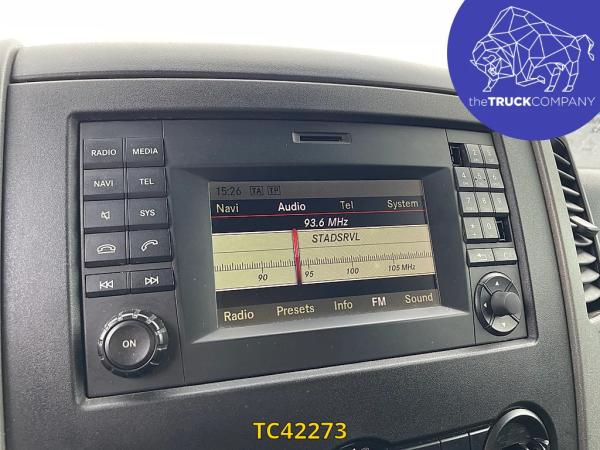 theTRUCKCOMPANY
RADIO MEDIA
NAVI TEL
SYS
ON
15:26 TA TP
Navi Audio Tel System
93.6 MHz
STADSRVL
90 95 100 105 MHz
Radio Presets Info FM Sound
TC42273